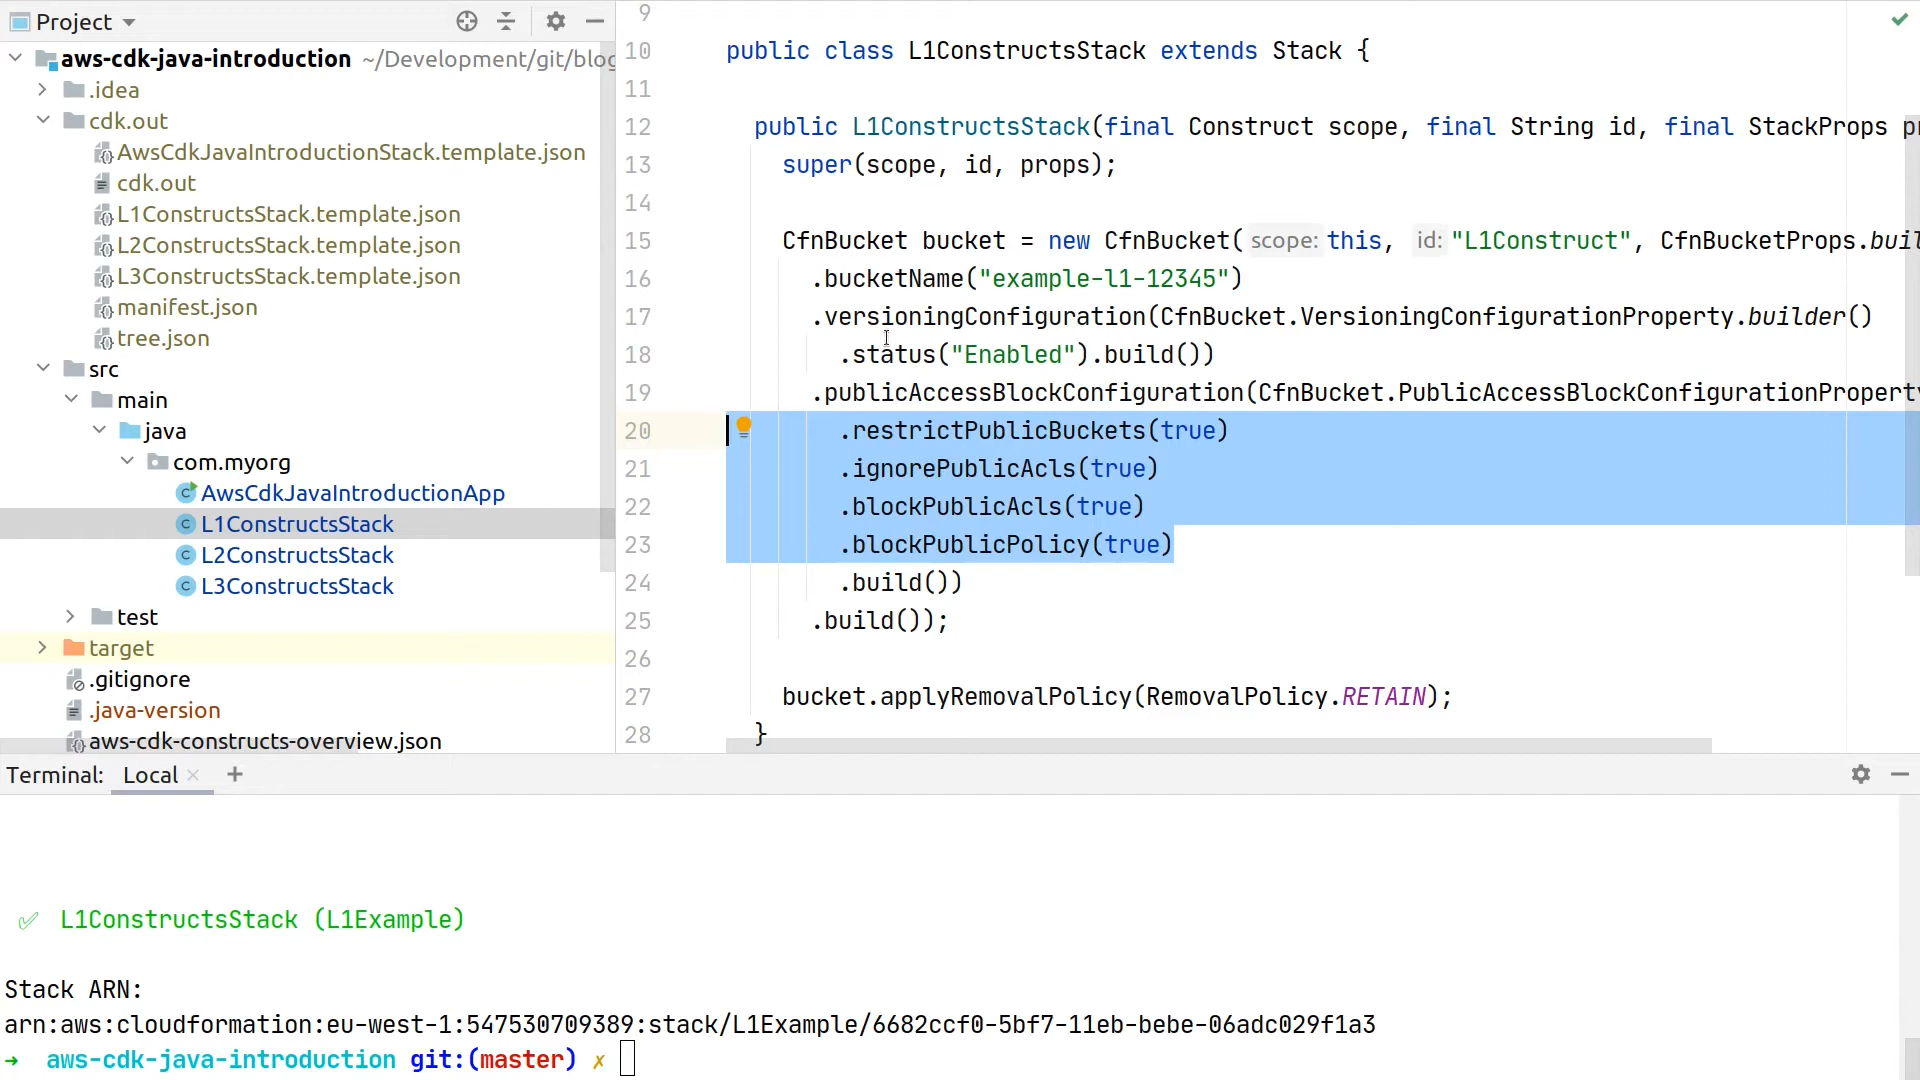 Project
aws-cdk-java-introduction ~/Development/git/blog
.idea
cdk.out
AwsCdkJavaIntroductionStack.template.json
cdk.out
L1ConstructsStack.template.json
L2ConstructsStack.template.json
L3ConstructsStack.template.json
manifest.json
tree.json
src
main
java
com.myorg
AwsCdkJavaIntroductionApp
L1ConstructsStack
L2ConstructsStack
L3ConstructsStack
test
target
.gitignore
.java-version
aws-cdk-constructs-overview.json
9
10 public class L1ConstructsStack extends Stack {
11
12 public L1ConstructsStack(final Construct scope, final String id, final StackProps pr
13 super(scope, id, props);
14
15 CfnBucket bucket = new CfnBucket( scope: this, id: "L1Construct", CfnBucketProps.buil
16 .bucketName("example-l1-12345")
17 .versioningConfiguration(CfnBucket.VersioningConfigurationProperty.builder()
18 .status("Enabled").build())
19 .publicAccessBlockConfiguration(CfnBucket.PublicAccessBlockConfigurationProperty
20 .restrictPublicBuckets(true)
21 .ignorePublicAcls(true)
22 .blockPublicAcls(true)
23 .blockPublicPolicy(true)
24 .build())
25 .build());
26
27 bucket.applyRemovalPolicy(RemovalPolicy.RETAIN);
28 }
Terminal: Local
✅ L1ConstructsStack (L1Example)
Stack ARN:
arn:aws:cloudformation:eu-west-1:547530709389:stack/L1Example/6682ccf0-5bf7-11eb-bebe-06adc029f1a3
➜ aws-cdk-java-introduction git:(master) ✗